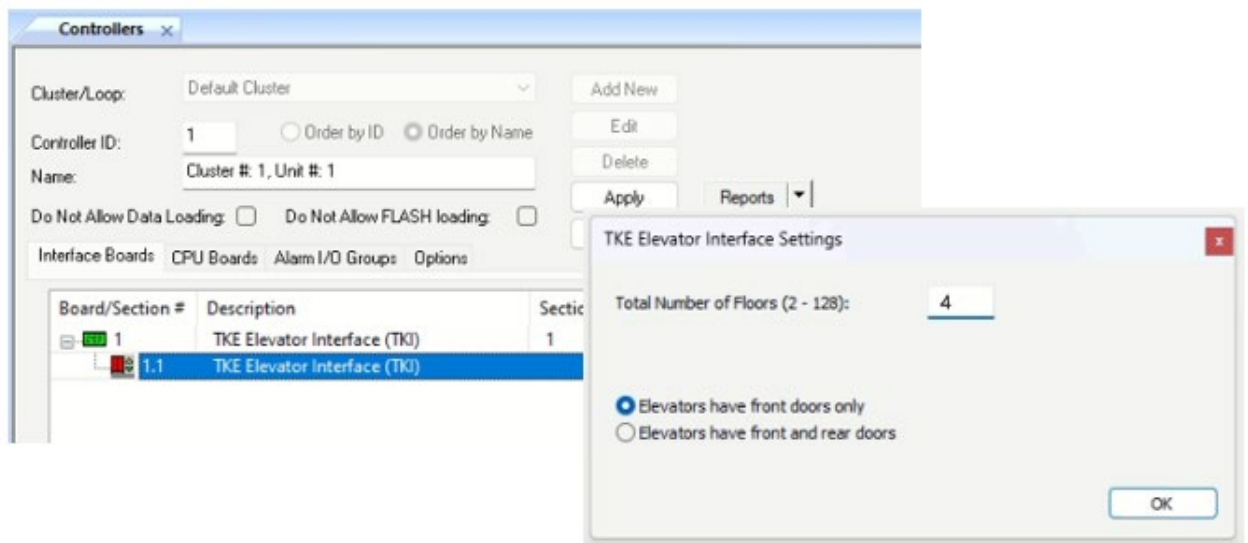 Controllers
Cluster/Loop: Default Cluster Add New
Controller ID: 1 Order by ID Order by Name Edit
Name: Cluster #: 1, Unit #: 1 Delete
Apply Reports
Do Not Allow Data Loading: Do Not Allow FLASH loading:
Interface Boards CPU Boards Alarm I/O Groups Options
Board/Section # Description Sectio
1 TKE Elevator Interface (TKI) 1
1.1 TKE Elevator Interface (TKI)
TKE Elevator Interface Settings
Total Number of Floors (2 - 128): 4
Elevators have front doors only
Elevators have front and rear doors
OK